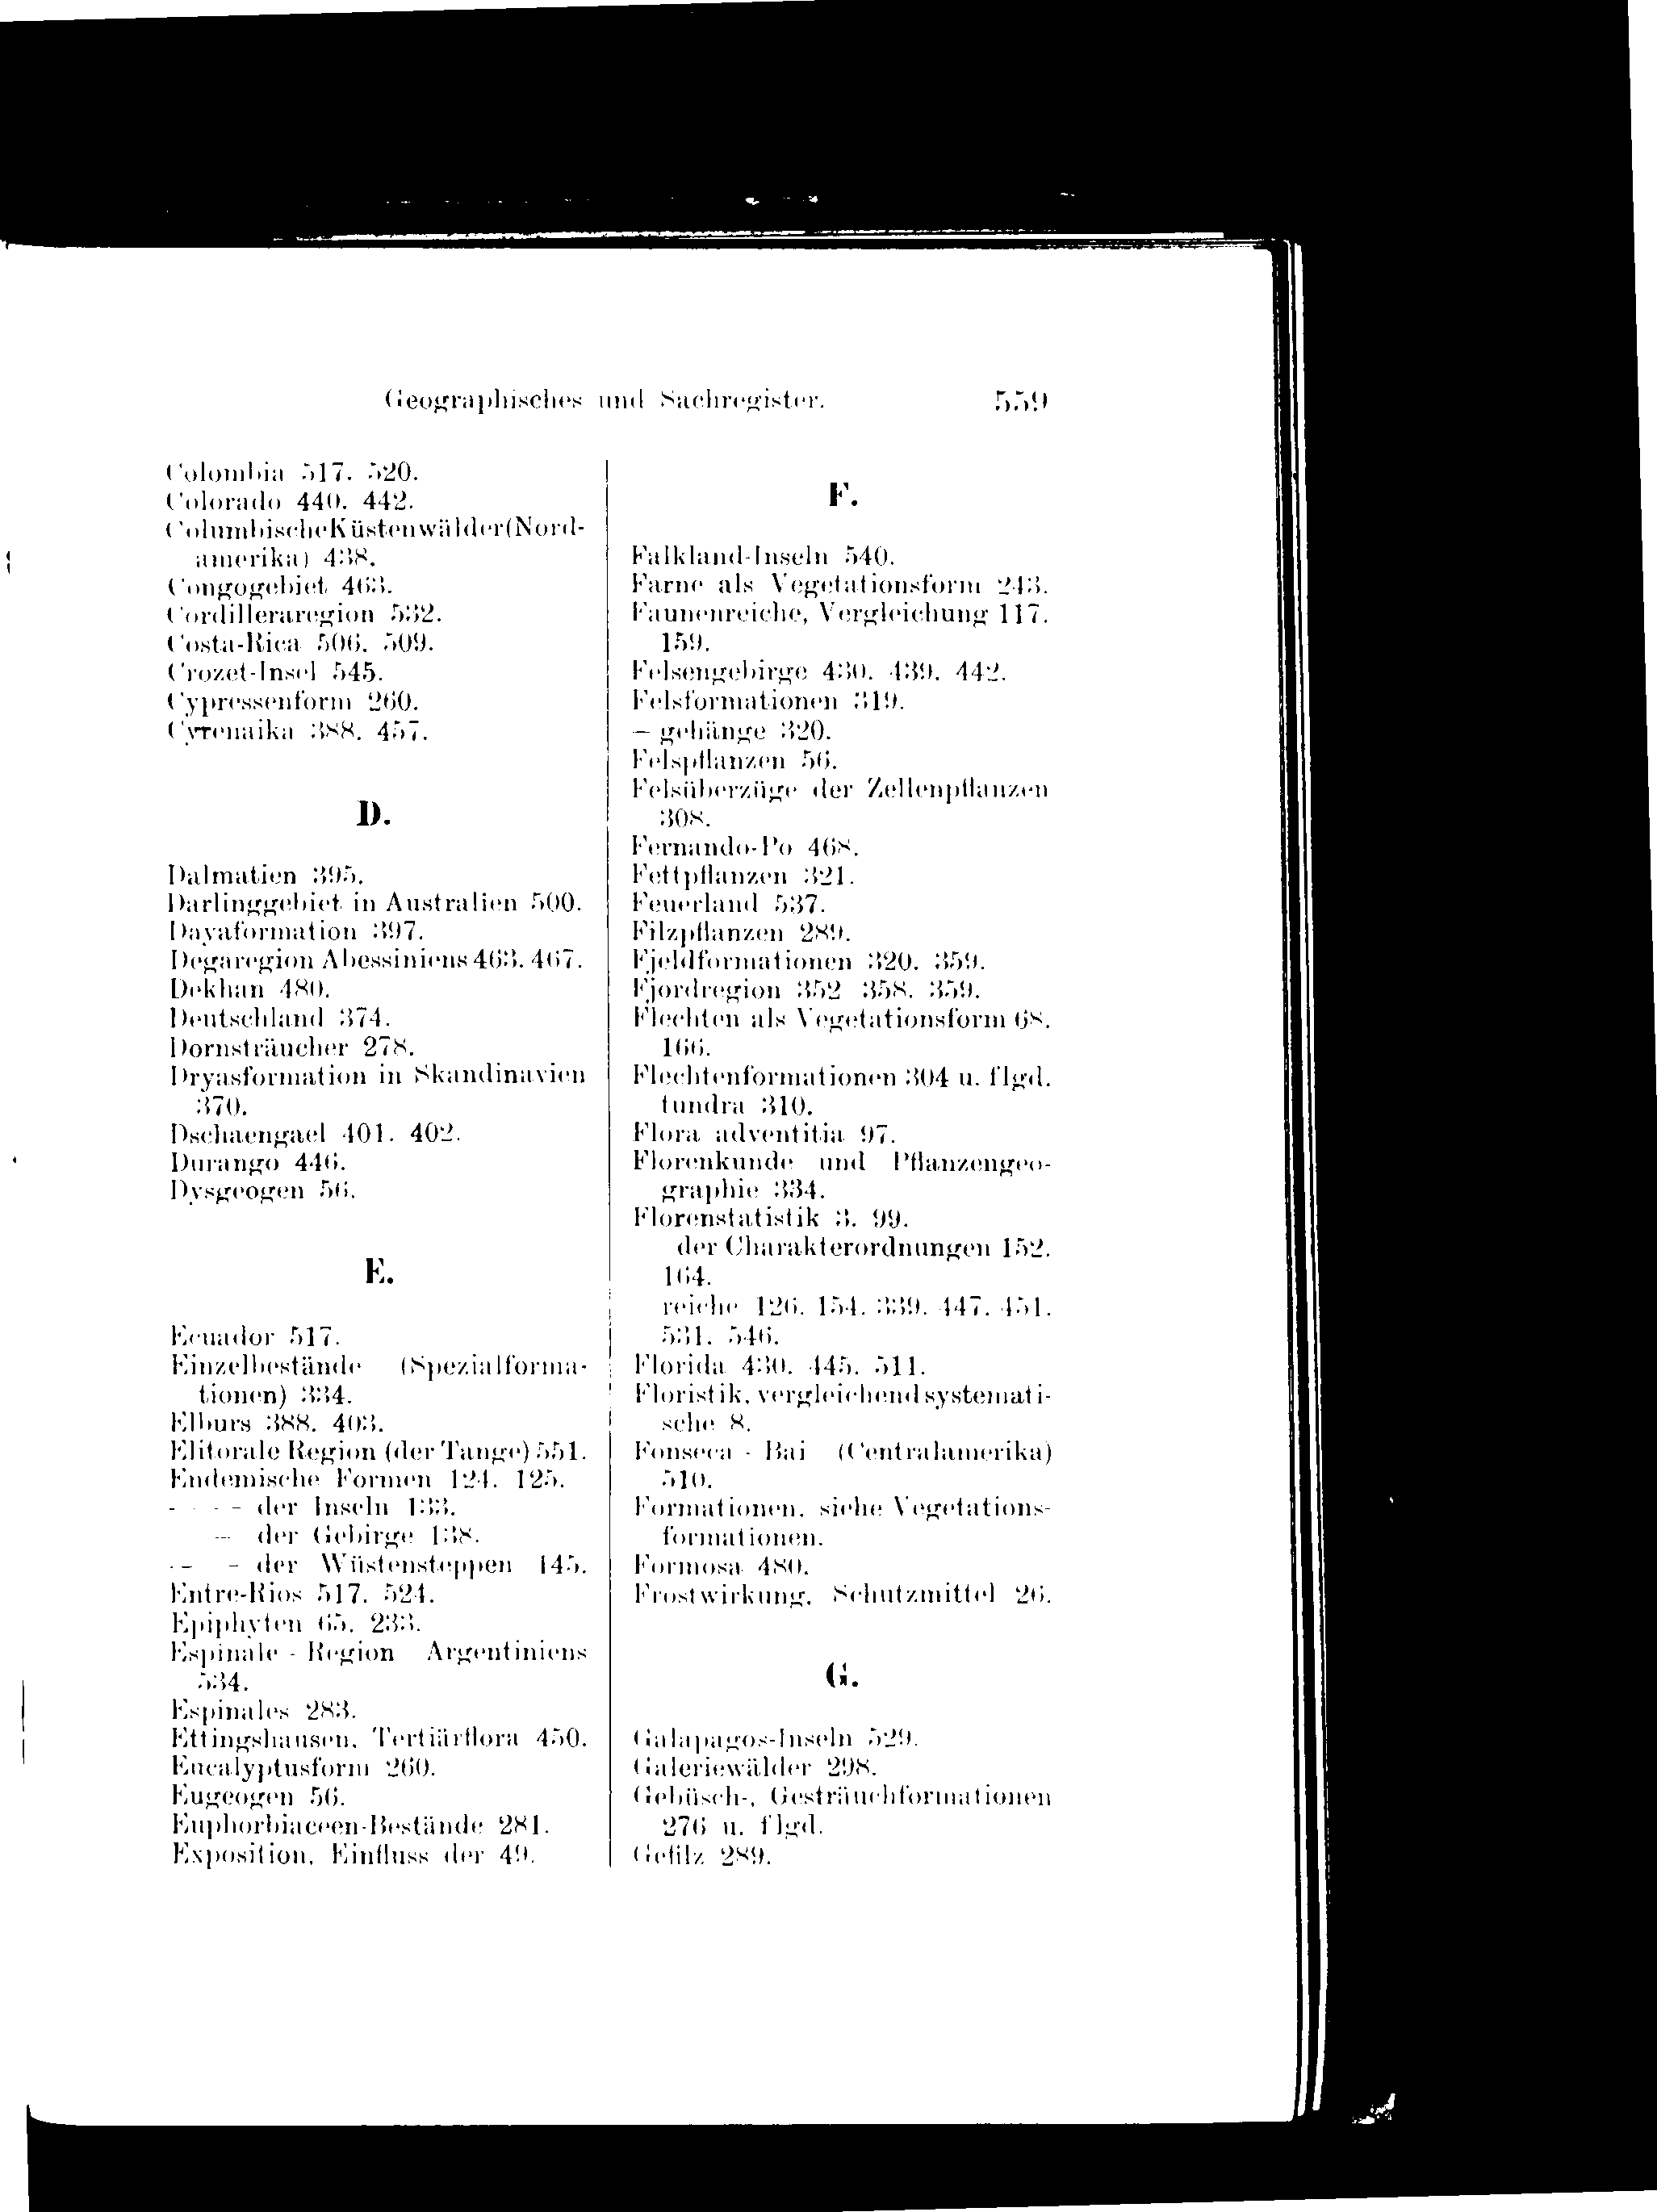 Geographisches und Sachregister. 559
Colombia 517. 520.
Colorado 440. 442.
Columbische Küstenwälder (Nord-
amerika) 438.
Congogebiet 463.
Cordilleraregion 532.
Costa-Rica 506. 509.
Crozet-Insel 545.
Cypressenform 260.
Cyrenaika 388. 457.
D.
Dalmatien 395.
Darlinggebiet in Australien 500.
Dayaformation 397.
Degaregion Abessiniens 463. 467.
Dekhan 480.
Deutschland 374.
Dornsträucher 278.
Dryasformation in Skandinavien
370.
Dschaengael 401. 402.
Durango 446.
Dysgeogen 56.
E.
Ecuador 517.
Einzelbestände (Spezialforma-
tionen) 334.
Elburs 388. 403.
Elitorale Region (der Tange) 551.
Endemische Formen 124. 125.
- - - - der Inseln 133.
– der Gebirge 138.
– – der Wüstensteppen 145.
Entre-Rios 517. 524.
Epiphyten 65. 233.
Espinale - Region Argentiniens
534.
Espinales 283.
Ettingshausen, Tertiärflora 450.
Eucalyptusform 260.
Eugeogen 56.
Euphorbiaceen-Bestände 281.
Exposition, Einfluss der 49.
F.
Falkland-Inseln 540.
Farne als Vegetationsform 243.
Faunenreiche, Vergleichung 117.
159.
Felsengebirge 430. 439. 442.
Felsformationen 319.
– gehänge 320.
Felspflanzen 56.
Felsüberzüge der Zellenpflanzen
308.
Fernando-Po 468.
Fettpflanzen 321.
Feuerland 537.
Filzpflanzen 289.
Fjeldformationen 320. 359.
Fjordregion 352 358. 359.
Flechten als Vegetationsform 68.
166.
Flechtenformationen 304 u. flgd.
tundra 310.
Flora adventitia 97.
Florenkunde und Pflanzengeo-
graphie 334.
Florenstatistik 3. 99.
der Charakterordnungen 152.
164.
reiche 126. 154. 339. 447. 451.
531. 546.
Florida 430. 445. 511.
Floristik, vergleichend systemati-
sche 8.
Fonseca - Bai (Centralamerika)
510.
Formationen, siehe Vegetations-
formationen.
Formosa 480.
Frostwirkung, Schutzmittel 26.
G.
Galapagos-Inseln 529.
Galeriewälder 298.
Gebüsch-, Gesträuchformationen
276 u. flgd.
Gefilz 289.